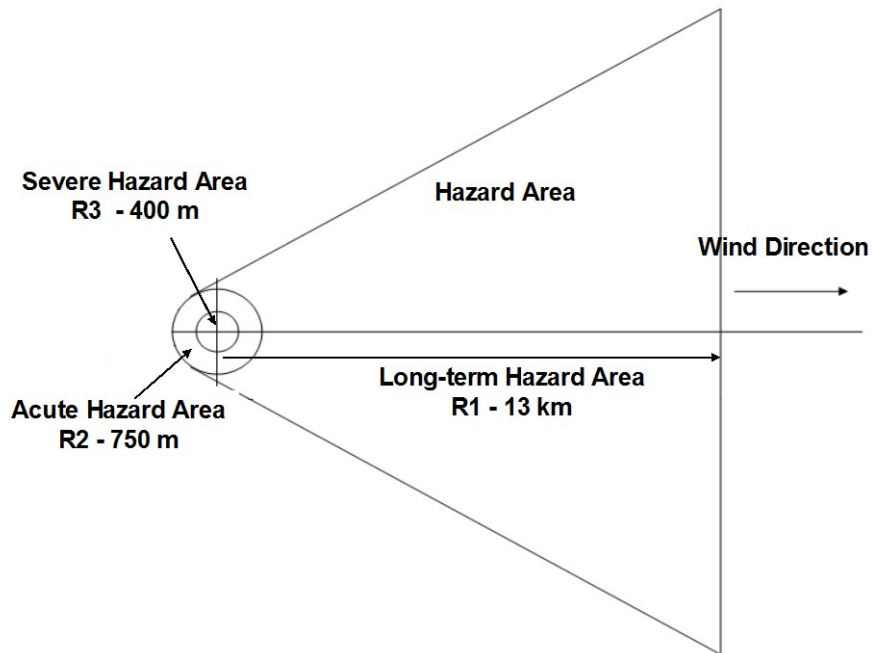 Severe Hazard Area
R3 - 400 m
Hazard Area
Wind Direction
Long-term Hazard Area
R1 - 13 km
Acute Hazard Area
R2 - 750 m